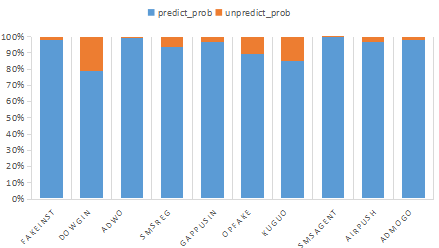 predict_prob unpredict_prob
100%
90%
80%
70%
60%
50%
40%
30%
20%
10%
0%
FAKEINST
DOWGIN
ADWO
SMSREG
GAPPUSIN
OPFAKE
KUGUO
SMSAGENT
AIRPUSH
ADMOGO